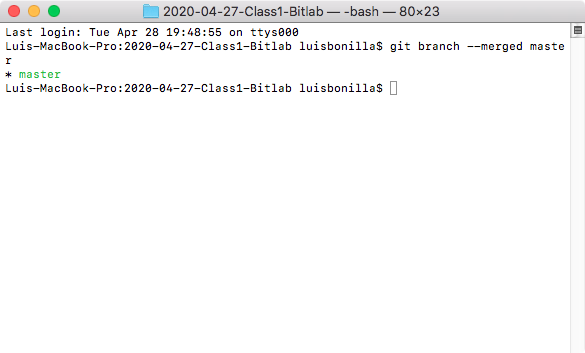 2020-04-27-Class1-Bitlab — -bash — 80×23
Last login: Tue Apr 28 19:48:55 on ttys000
Luis-MacBook-Pro:2020-04-27-Class1-Bitlab luisbonilla$ git branch --merged maste
r
* master
Luis-MacBook-Pro:2020-04-27-Class1-Bitlab luisbonilla$